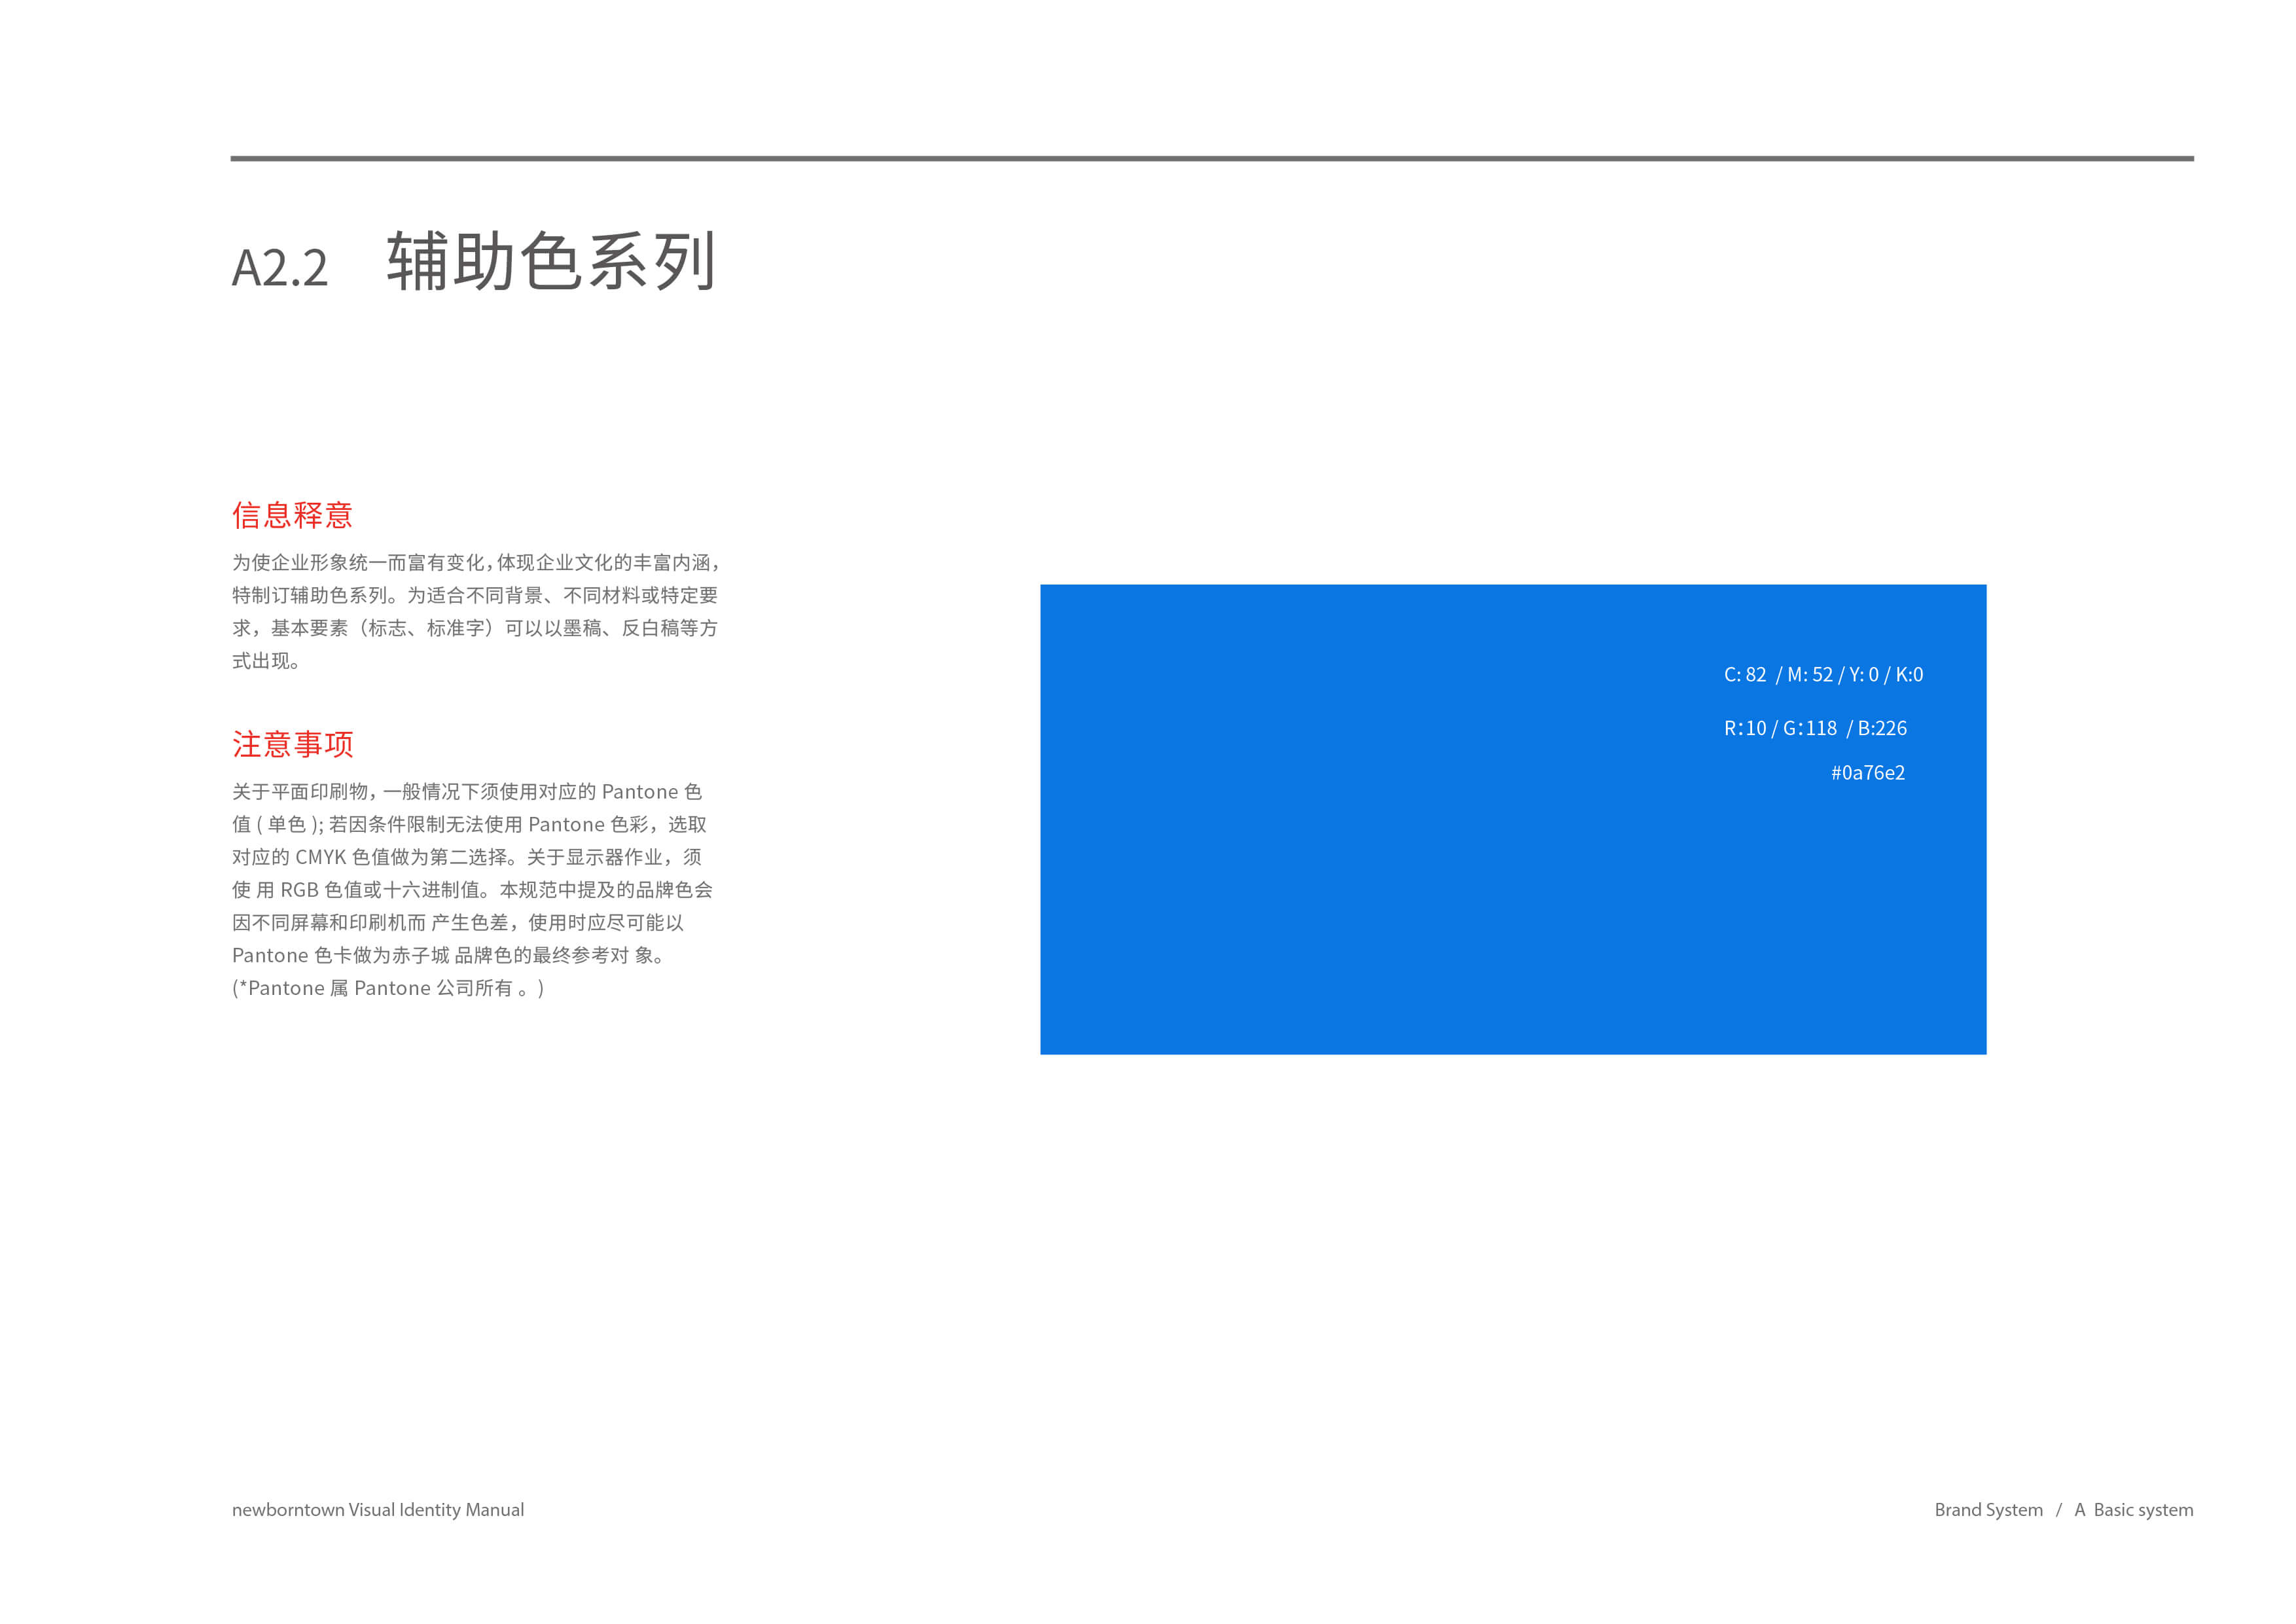 A2.2 辅助色系列
信息释意
为使企业形象统一而富有变化，体现企业文化的丰富内涵，
特制订辅助色系列。为适合不同背景、不同材料或特定要
求，基本要素（标志、标准字）可以以墨稿、反白稿等方
式出现。
注意事项
关于平面印刷物，一般情况下须使用对应的 Pantone 色
值 ( 单色 ); 若因条件限制无法使用 Pantone 色彩，选取
对应的 CMYK 色值做为第二选择。关于显示器作业，须
使 用 RGB 色值或十六进制值。本规范中提及的品牌色会
因不同屏幕和印刷机而 产生色差，使用时应尽可能以
Pantone 色卡做为赤子城 品牌色的最终参考对 象。
(*Pantone 属 Pantone 公司所有 。)
C: 82 / M: 52 / Y: 0 / K:0
R：10 / G：118 / B:226
#0a76e2
newborntown Visual Identity Manual
Brand System / A Basic system